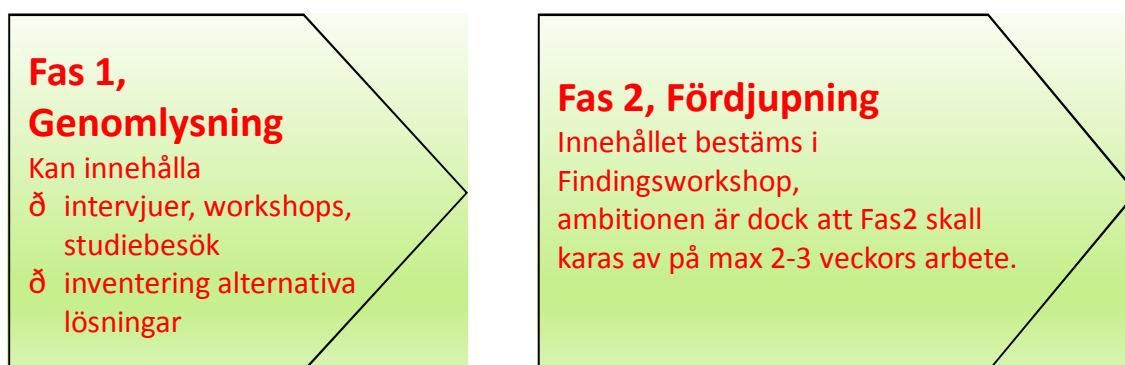 Fas 1,
Genomlysning
Kan innehålla
ð intervjuer, workshops,
studiebesök
ð inventering alternativa
lösningar
Fas 2, Fördjupning
Innehållet bestäms i
Findingsworkshop,
ambitionen är dock att Fas2 skall
karas av på max 2-3 veckors arbete.